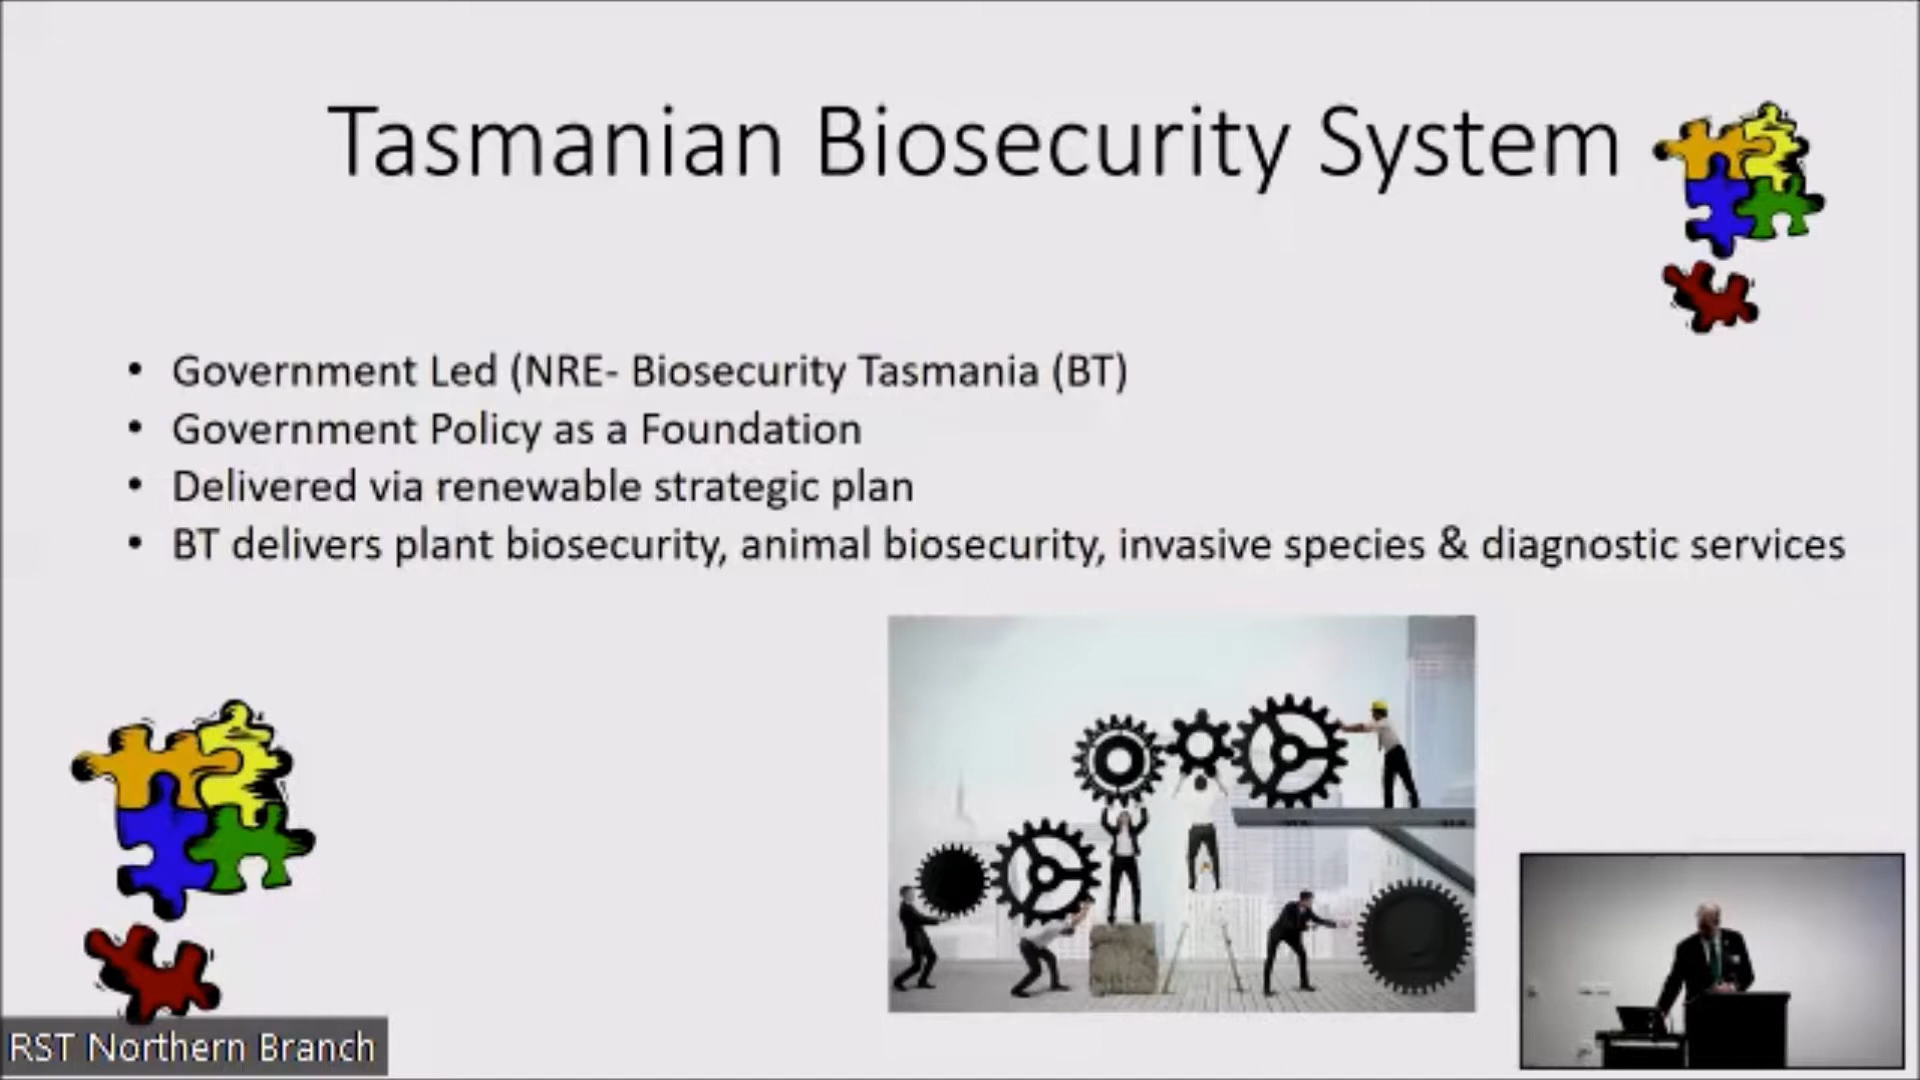 Tasmanian Biosecurity System
• Government Led (NRE- Biosecurity Tasmania (BT)
• Government Policy as a Foundation
• Delivered via renewable strategic plan
• BT delivers plant biosecurity, animal biosecurity, invasive species & diagnostic services
RST Northern Branch